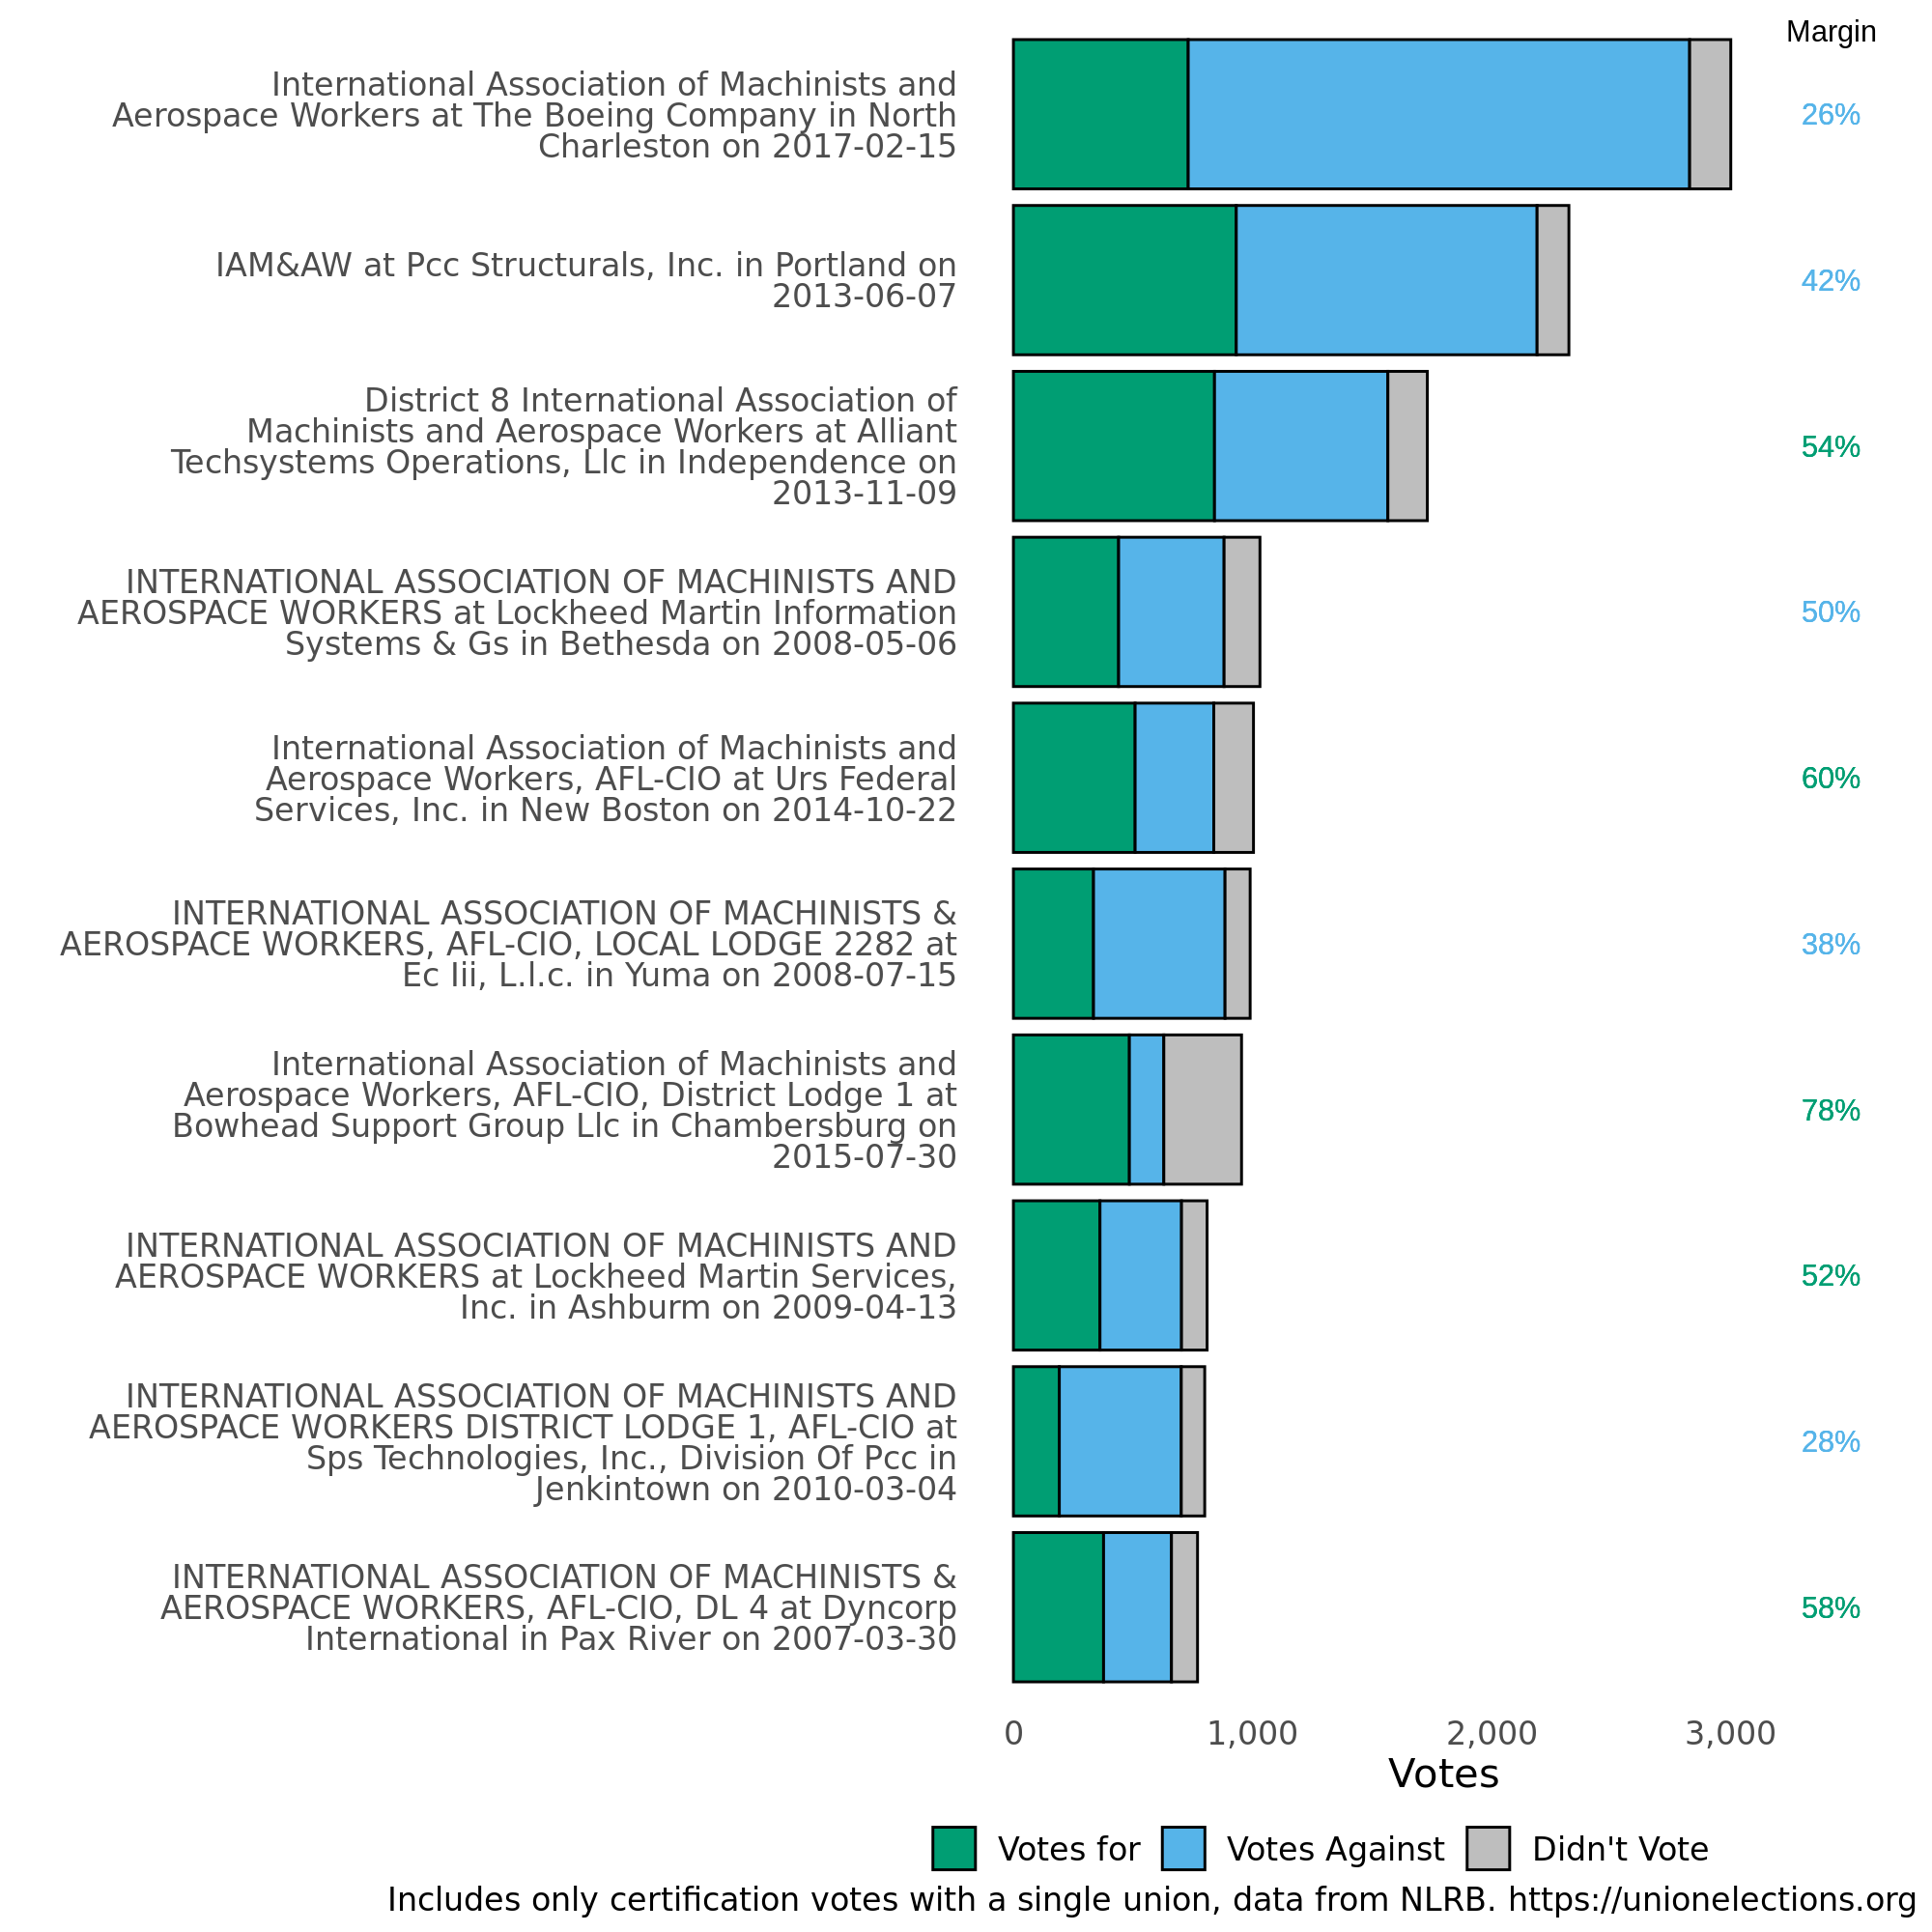 Margin
International Association of Machinists and
Aerospace Workers at The Boeing Company in North
Charleston on 2017-02-15
26%
IAM&AW at Pcc Structurals, Inc. in Portland on
2013-06-07
42%
District 8 International Association of
Machinists and Aerospace Workers at Alliant
Techsystems Operations, Llc in Independence on
2013-11-09
54%
INTERNATIONAL ASSOCIATION OF MACHINISTS AND
AEROSPACE WORKERS at Lockheed Martin Information
Systems & Gs in Bethesda on 2008-05-06
50%
International Association of Machinists and
Aerospace Workers, AFL-CIO at Urs Federal
Services, Inc. in New Boston on 2014-10-22
60%
INTERNATIONAL ASSOCIATION OF MACHINISTS &
AEROSPACE WORKERS, AFL-CIO, LOCAL LODGE 2282 at
Ec Iii, L.l.c. in Yuma on 2008-07-15
38%
International Association of Machinists and
Aerospace Workers, AFL-CIO, District Lodge 1 at
Bowhead Support Group Llc in Chambersburg on
2015-07-30
78%
INTERNATIONAL ASSOCIATION OF MACHINISTS AND
AEROSPACE WORKERS at Lockheed Martin Services,
Inc. in Ashburm on 2009-04-13
52%
INTERNATIONAL ASSOCIATION OF MACHINISTS AND
AEROSPACE WORKERS DISTRICT LODGE 1, AFL-CIO at
Sps Technologies, Inc., Division Of Pcc in
Jenkintown on 2010-03-04
28%
INTERNATIONAL ASSOCIATION OF MACHINISTS &
AEROSPACE WORKERS, AFL-CIO, DL 4 at Dyncorp
International in Pax River on 2007-03-30
58%
0 1,000 2,000 3,000
Votes
Votes for Votes Against Didn't Vote
Includes only certification votes with a single union, data from NLRB. https://unionelections.org